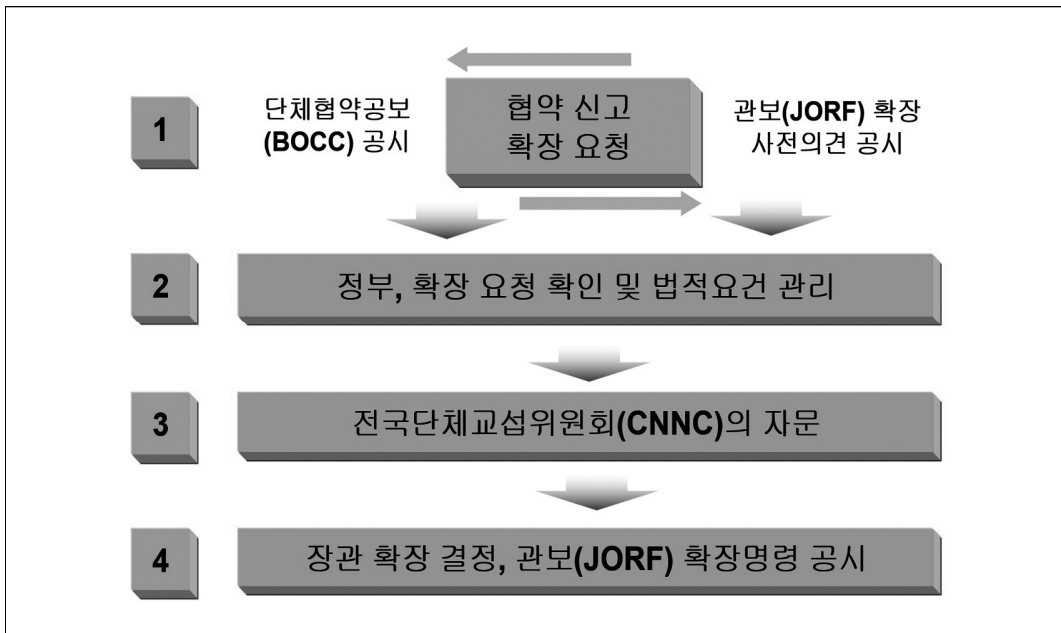 1
단체협약공보
(BOCC) 공시
협약 신고
확장 요청
관보(JORF) 확장
사전의견 공시
2
정부, 확장 요청 확인 및 법적요건 관리
3
전국단체교섭위원회(CNNC)의 자문
4
장관 확장 결정, 관보(JORF) 확장명령 공시